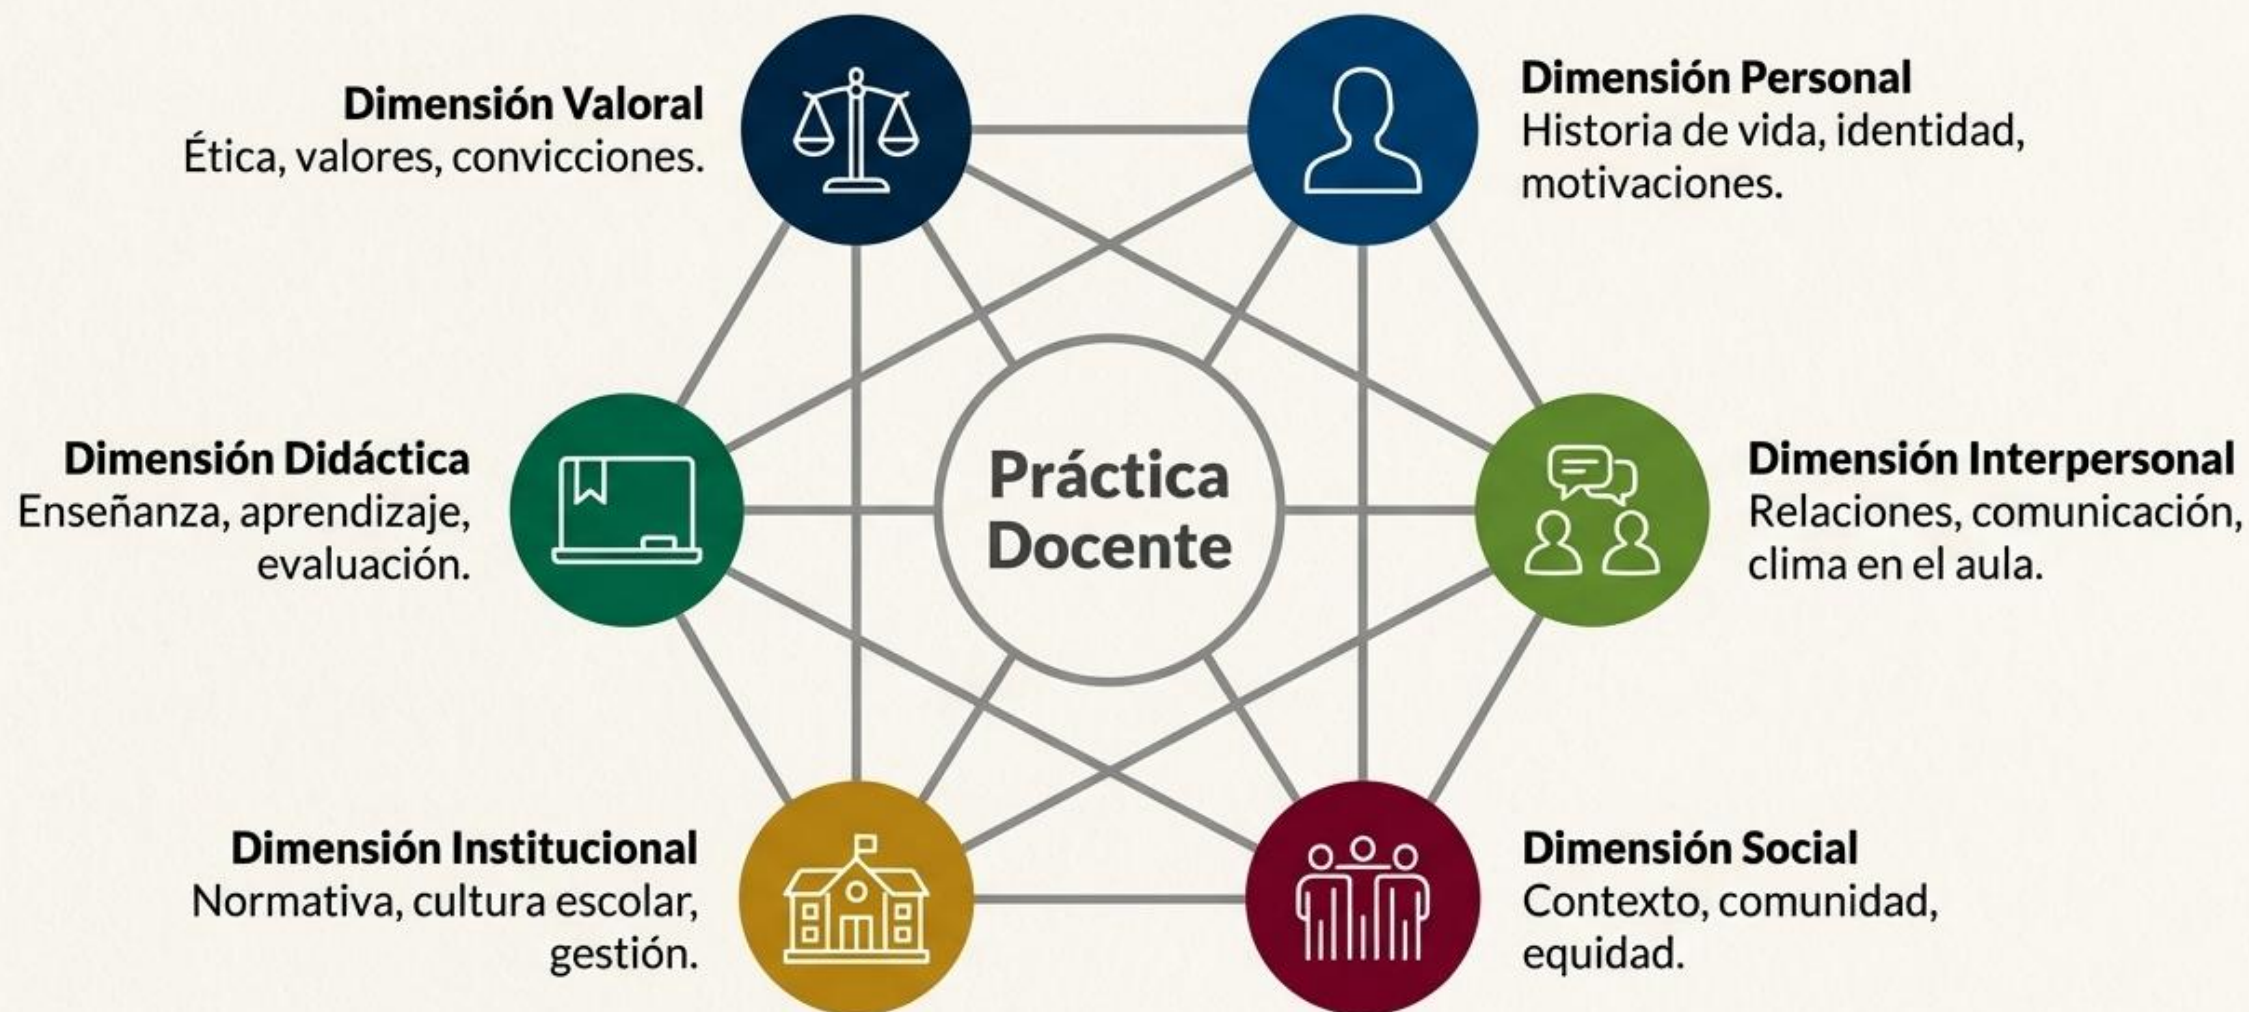 Dimensión Valoral
Ética, valores, convicciones.
Dimensión Personal
Historia de vida, identidad,
motivaciones.
Dimensión Didáctica
Enseñanza, aprendizaje,
evaluación.
Práctica
Docente
Dimensión Interpersonal
Relaciones, comunicación,
clima en el aula.
Dimensión Institucional
Normativa, cultura escolar,
gestión.
Dimensión Social
Contexto, comunidad,
equidad.